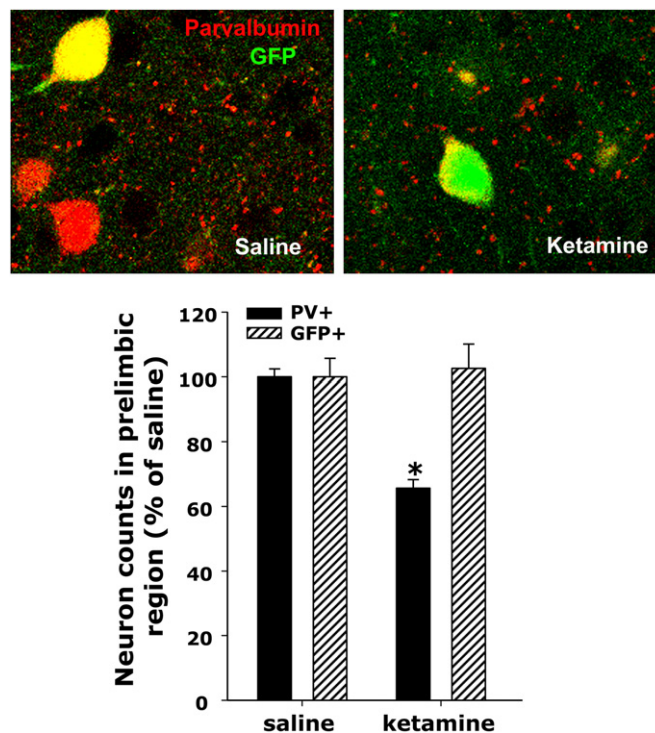 Parvalbumin
GFP
Saline
Ketamine
PV+
GFP+
Neuron counts in prelimbic
region (% of saline)
120
100
80
60
40
20
0
*
saline
ketamine